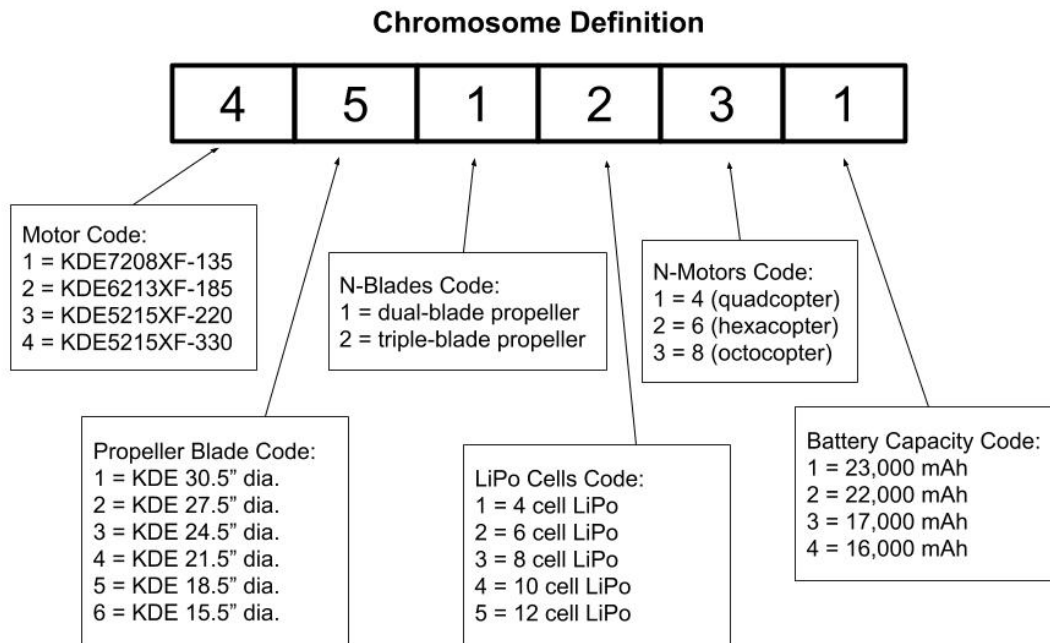 Chromosome Definition
4 5 1 2 3 1
Motor Code:
1 = KDE7208XF-135
2 = KDE6213XF-185
3 = KDE5215XF-220
4 = KDE5215XF-330
N-Blades Code:
1 = dual-blade propeller
2 = triple-blade propeller
N-Motors Code:
1 = 4 (quadcopter)
2 = 6 (hexacopter)
3 = 8 (octocopter)
Propeller Blade Code:
1 = KDE 30.5” dia.
2 = KDE 27.5” dia.
3 = KDE 24.5” dia.
4 = KDE 21.5” dia.
5 = KDE 18.5” dia.
6 = KDE 15.5” dia.
LiPo Cells Code:
1 = 4 cell LiPo
2 = 6 cell LiPo
3 = 8 cell LiPo
4 = 10 cell LiPo
5 = 12 cell LiPo
Battery Capacity Code:
1 = 23,000 mAh
2 = 22,000 mAh
3 = 17,000 mAh
4 = 16,000 mAh